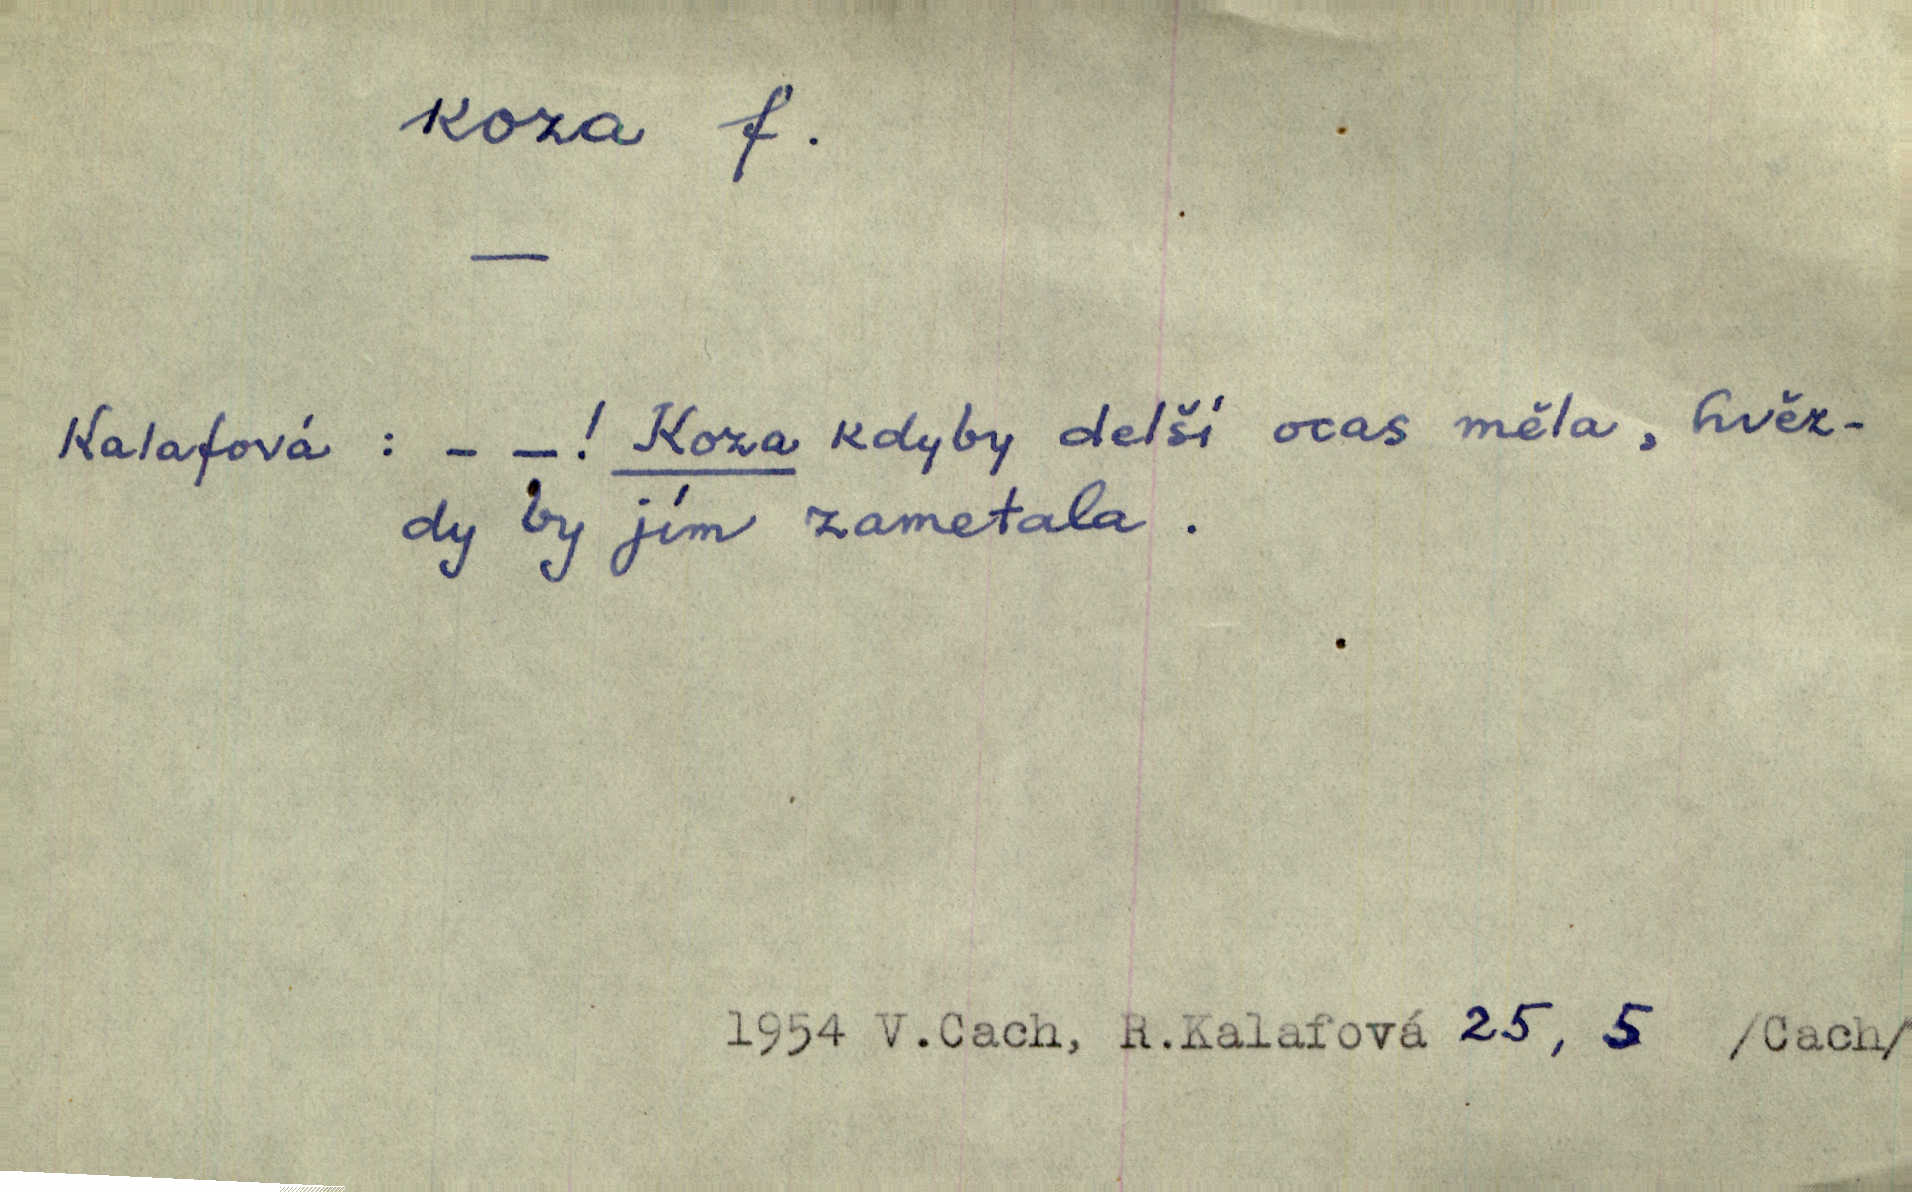 koza f.
—
Kalafová : _ _! Koza kdyby delší ocas měla, hvěz-
dy by jím zametala.
1954 V.Cach, R.Kalafová 25, 5 /Cach/